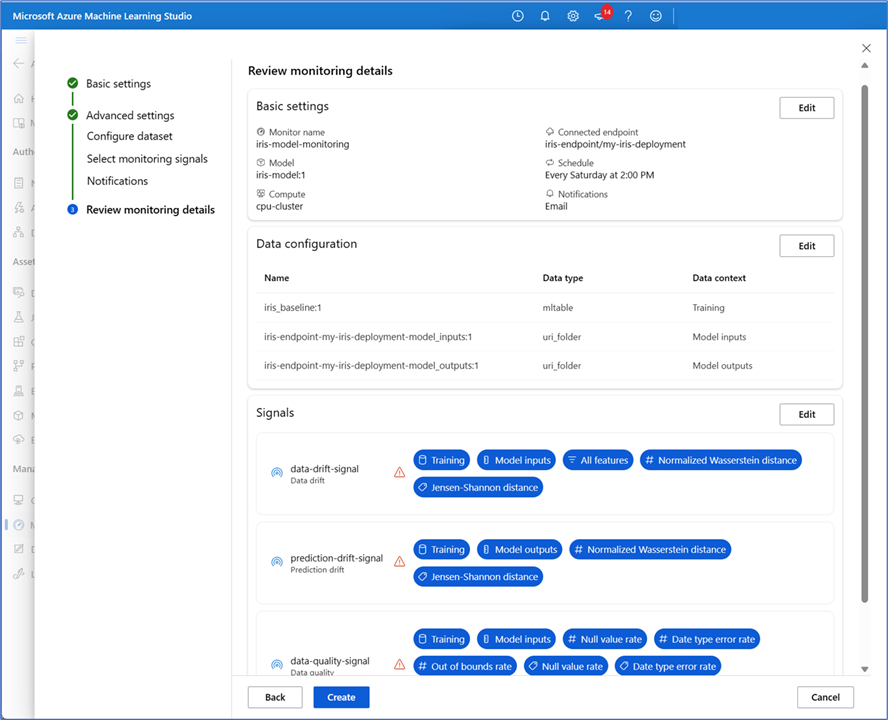 Microsoft Azure Machine Learning Studio
14
Basic settings
Advanced settings
Configure dataset
Select monitoring signals
Notifications
3
Review monitoring details
Auth
Asset
Mana
Review monitoring details
Basic settings
Edit
Monitor name
iris-model-monitoring
Connected endpoint
iris-endpoint/my-iris-deployment
Model
iris-model:1
Schedule
Every Saturday at 2:00 PM
Compute
cpu-cluster
Notifications
Email
Data configuration
Edit
Name Data type Data context
iris_baseline:1 mltable Training
iris-endpoint-my-iris-deployment-model_inputs:1 uri_folder Model inputs
iris-endpoint-my-iris-deployment-model_outputs:1 uri_folder Model outputs
Signals
Edit
data-drift-signal
Data drift
Training Model inputs All features # Normalized Wasserstein distance
Jensen-Shannon distance
prediction-drift-signal
Prediction drift
Training Model outputs # Normalized Wasserstein distance
Jensen-Shannon distance
data-quality-signal
Data quality
Training Model inputs # Null value rate # Date type error rate
# Out of bounds rate Null value rate Date type error rate
Back Create Cancel